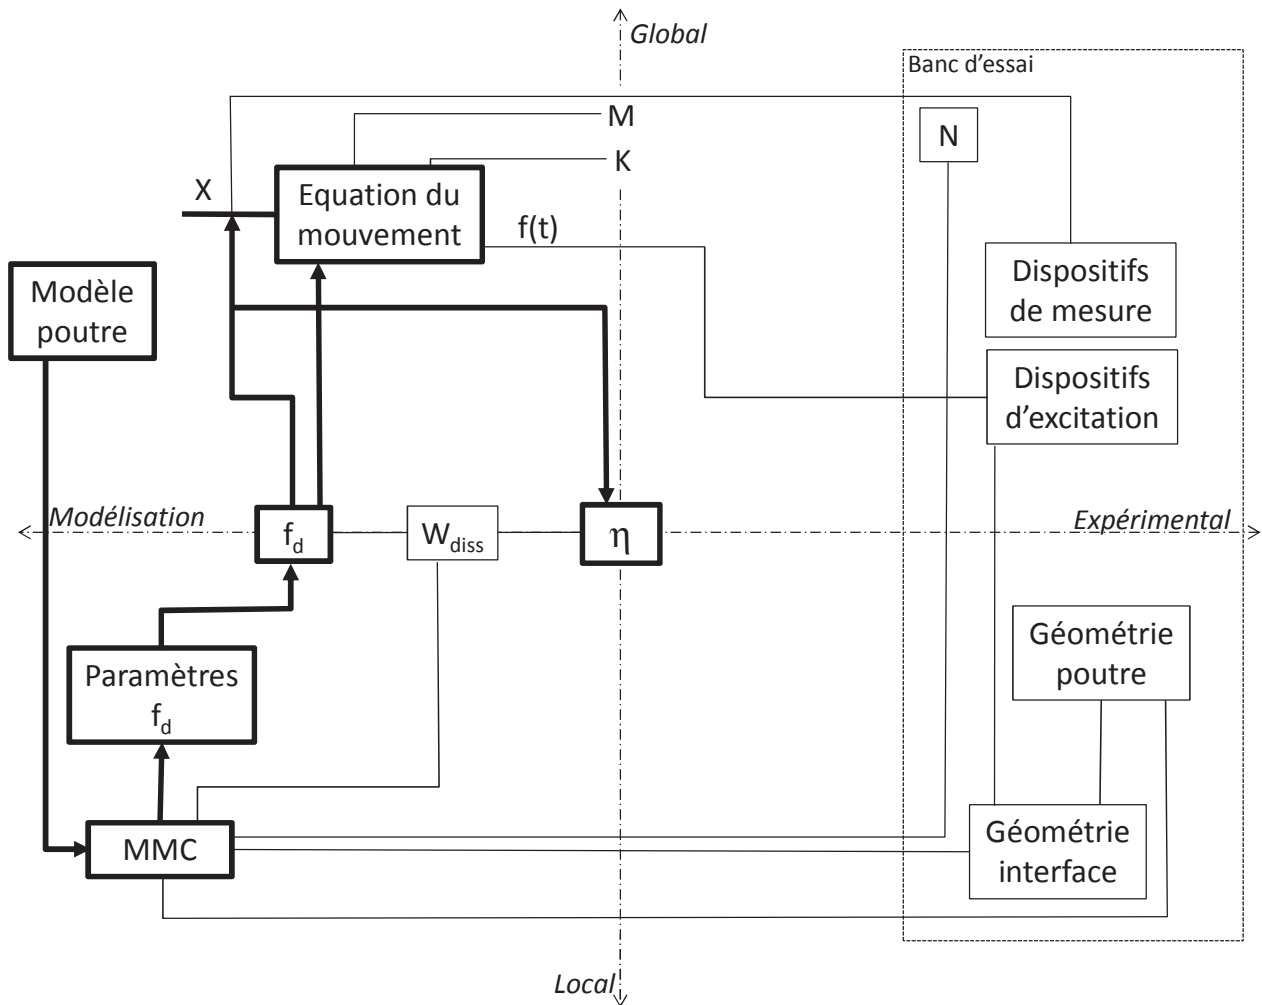 Global
Banc d'essai
M
N
K
X
Equation du
mouvement
f(t)
Dispositifs
de mesure
Modèle
poutre
Dispositifs
d'excitation
Modélisation
Expérimental
f_d
W_diss
η
Géométrie
poutre
Paramètres
f_d
MMC
Géométrie
interface
Local